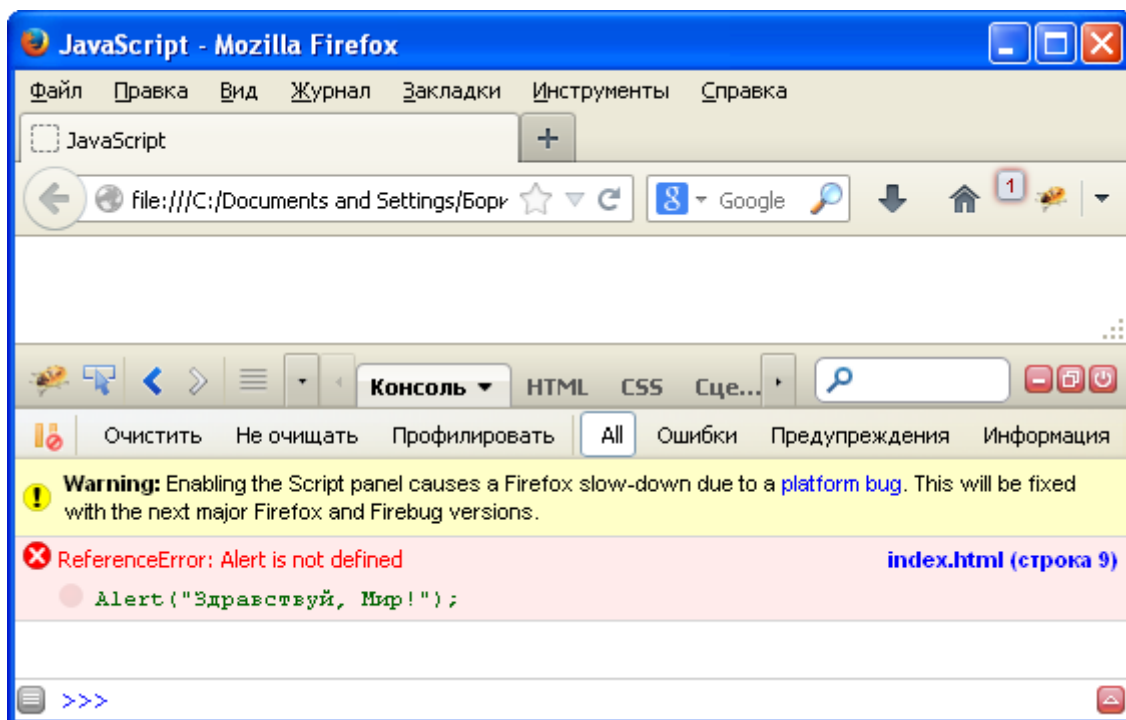 JavaScript - Mozilla Firefox
Файл Правка Вид Журнал Закладки Инструменты Справка
JavaScript
file:///C:/Documents and Settings/Бори
8 Google
1
Консоль HTML CSS Сце...
Очистить Не очищать Профилировать All Ошибки Предупреждения Информация
Warning: Enabling the Script panel causes a Firefox slow-down due to a platform bug. This will be fixed
with the next major Firefox and Firebug versions.
ReferenceError: Alert is not defined index.html (строка 9)
Alert("Здравствуй, Мир!");
>>>